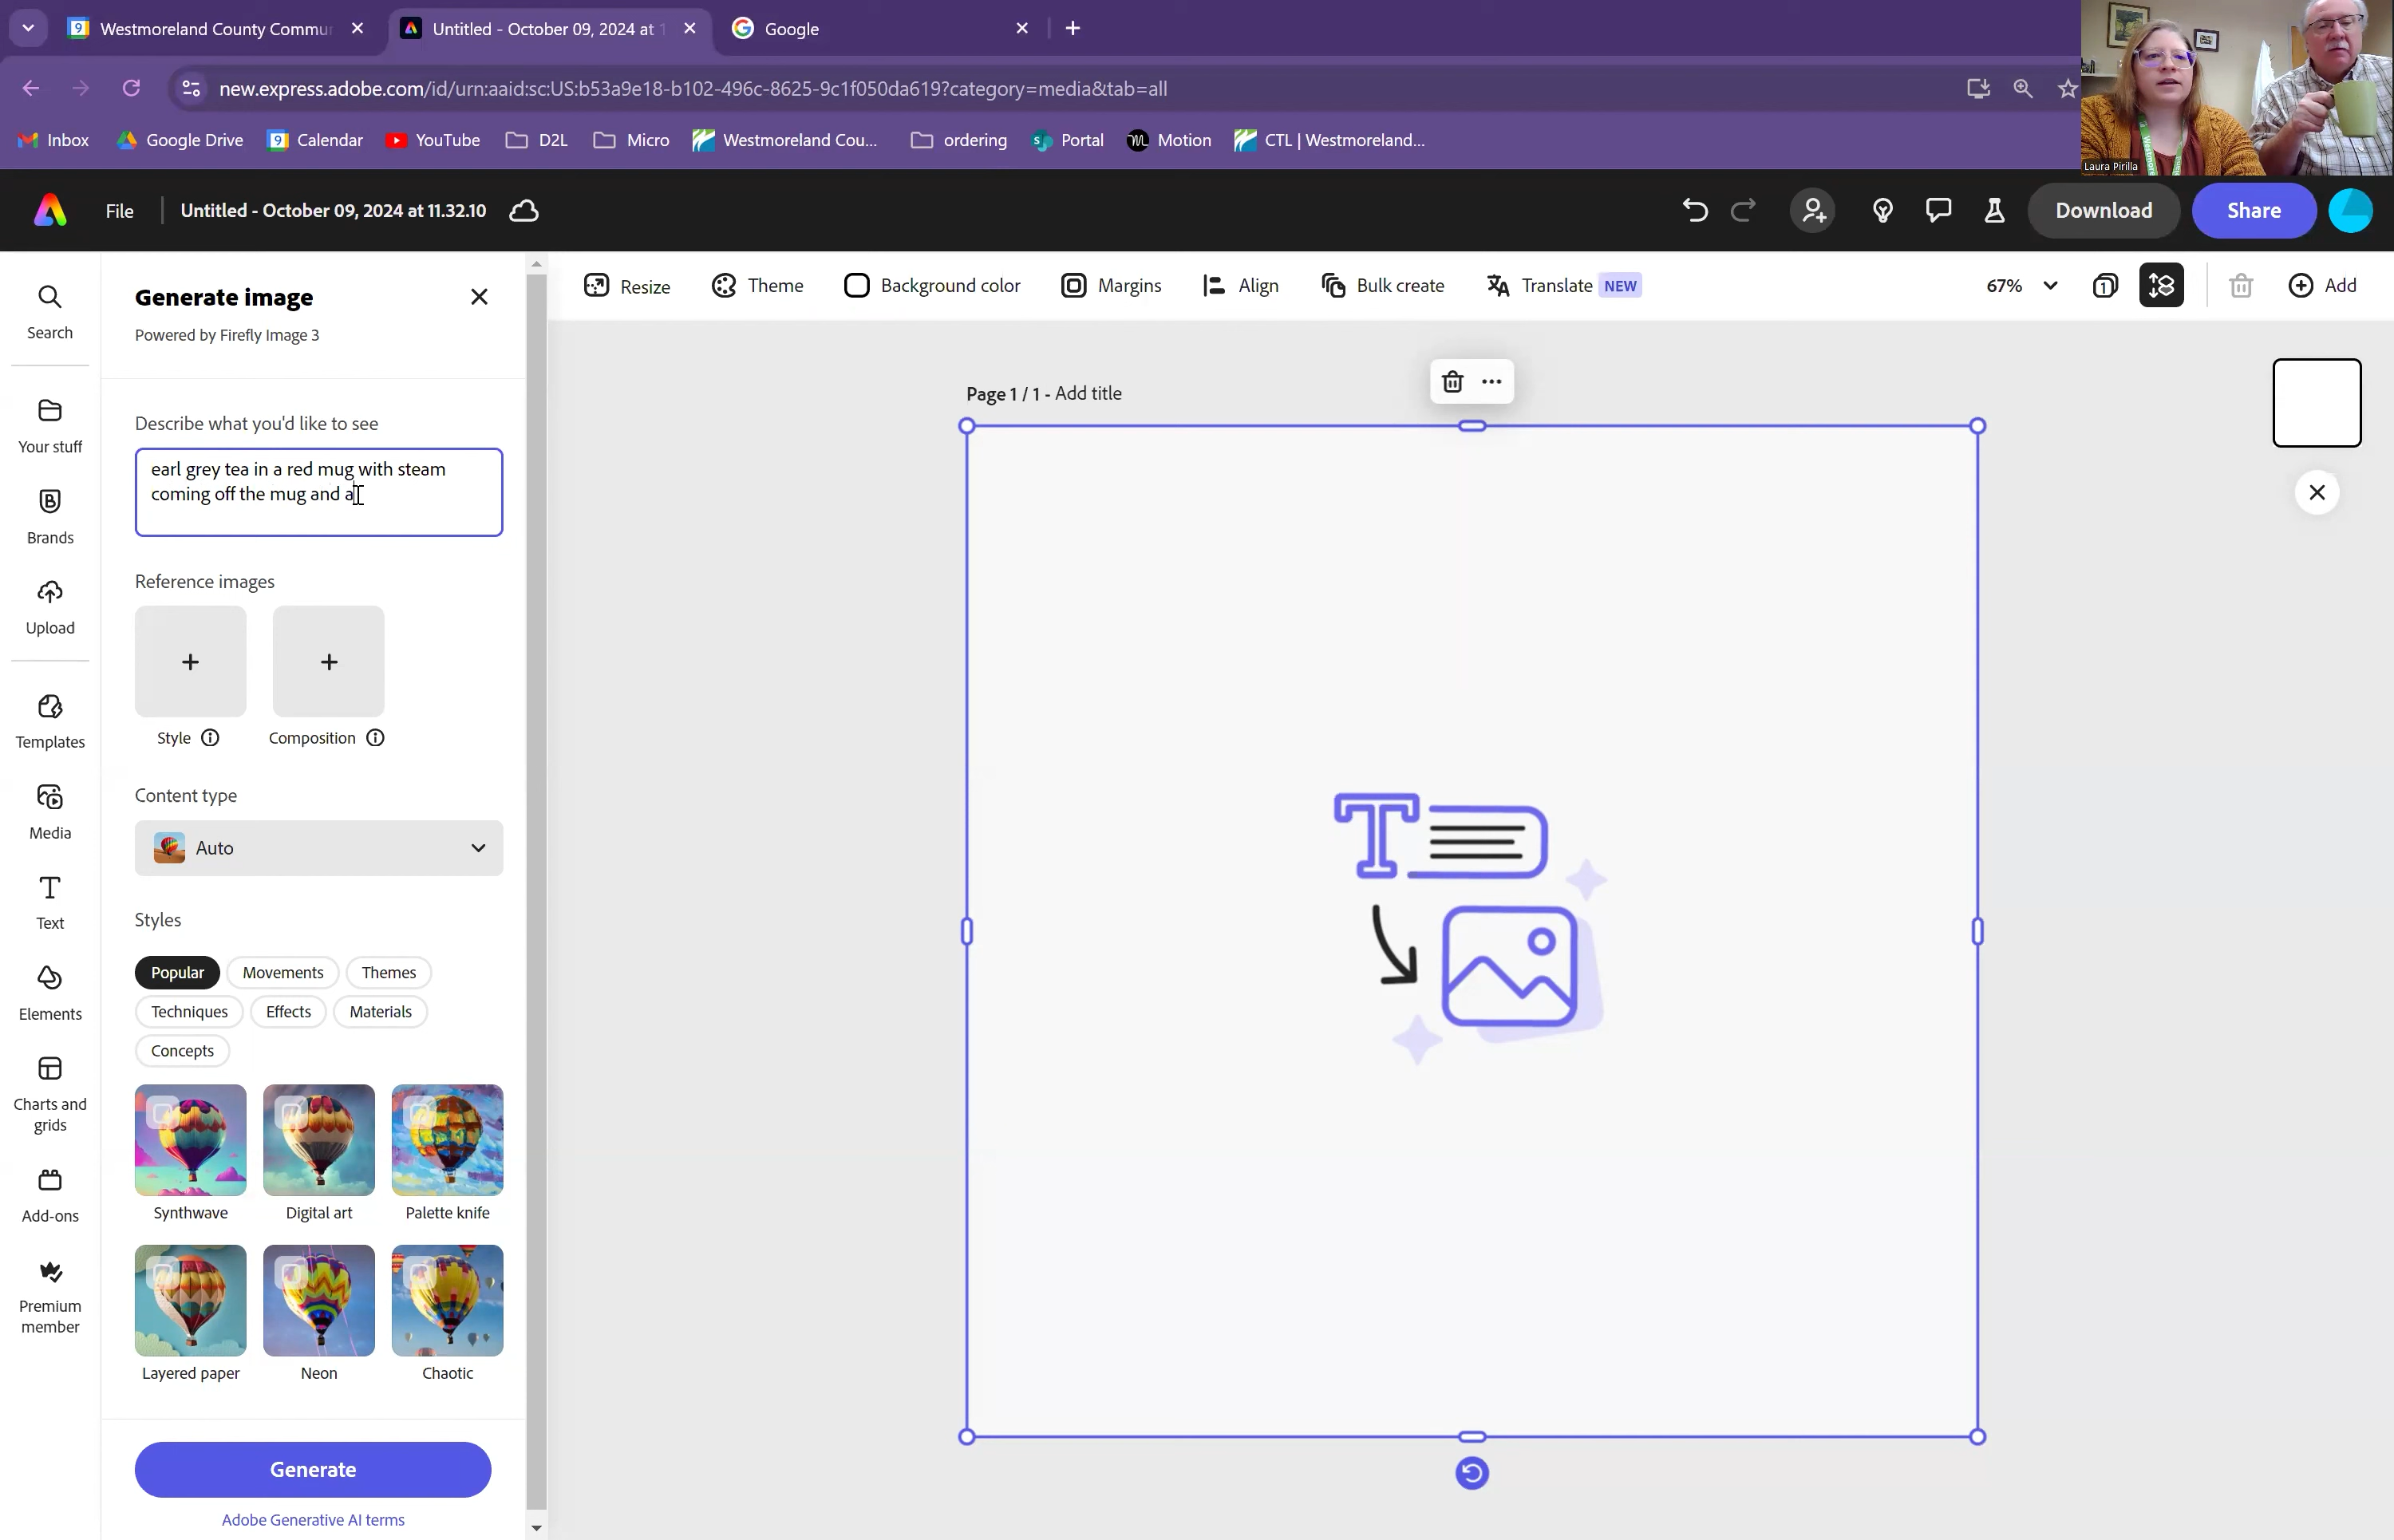 Westmoreland County Commu
Untitled - October 09, 2024 at 1
Google
new.express.adobe.com/id/urn:aaid:sc:US:b53a9e18-b102-496c-8625-9c1f050da619?category=media&tab=all
Inbox
Google Drive
Calendar
YouTube
D2L
Micro
Westmoreland Cou...
ordering
Portal
Motion
CTL | Westmoreland...
Laura Pirilla
File
Untitled - October 09, 2024 at 11.32.10
Download
Share
Search
Your stuff
Brands
Upload
Templates
Media
Text
Elements
Charts and
grids
Add-ons
Premium
member
Generate image
Powered by Firefly Image 3
Describe what you'd like to see
earl grey tea in a red mug with steam
coming off the mug and a
Reference images
Style
Composition
Content type
Auto
Styles
Popular
Movements
Themes
Techniques
Effects
Materials
Concepts
Synthwave
Digital art
Palette knife
Layered paper
Neon
Chaotic
Generate
Adobe Generative AI terms
Resize
Theme
Background color
Margins
Align
Bulk create
Translate NEW
67%
1
Add
Page 1 / 1 - Add title
T